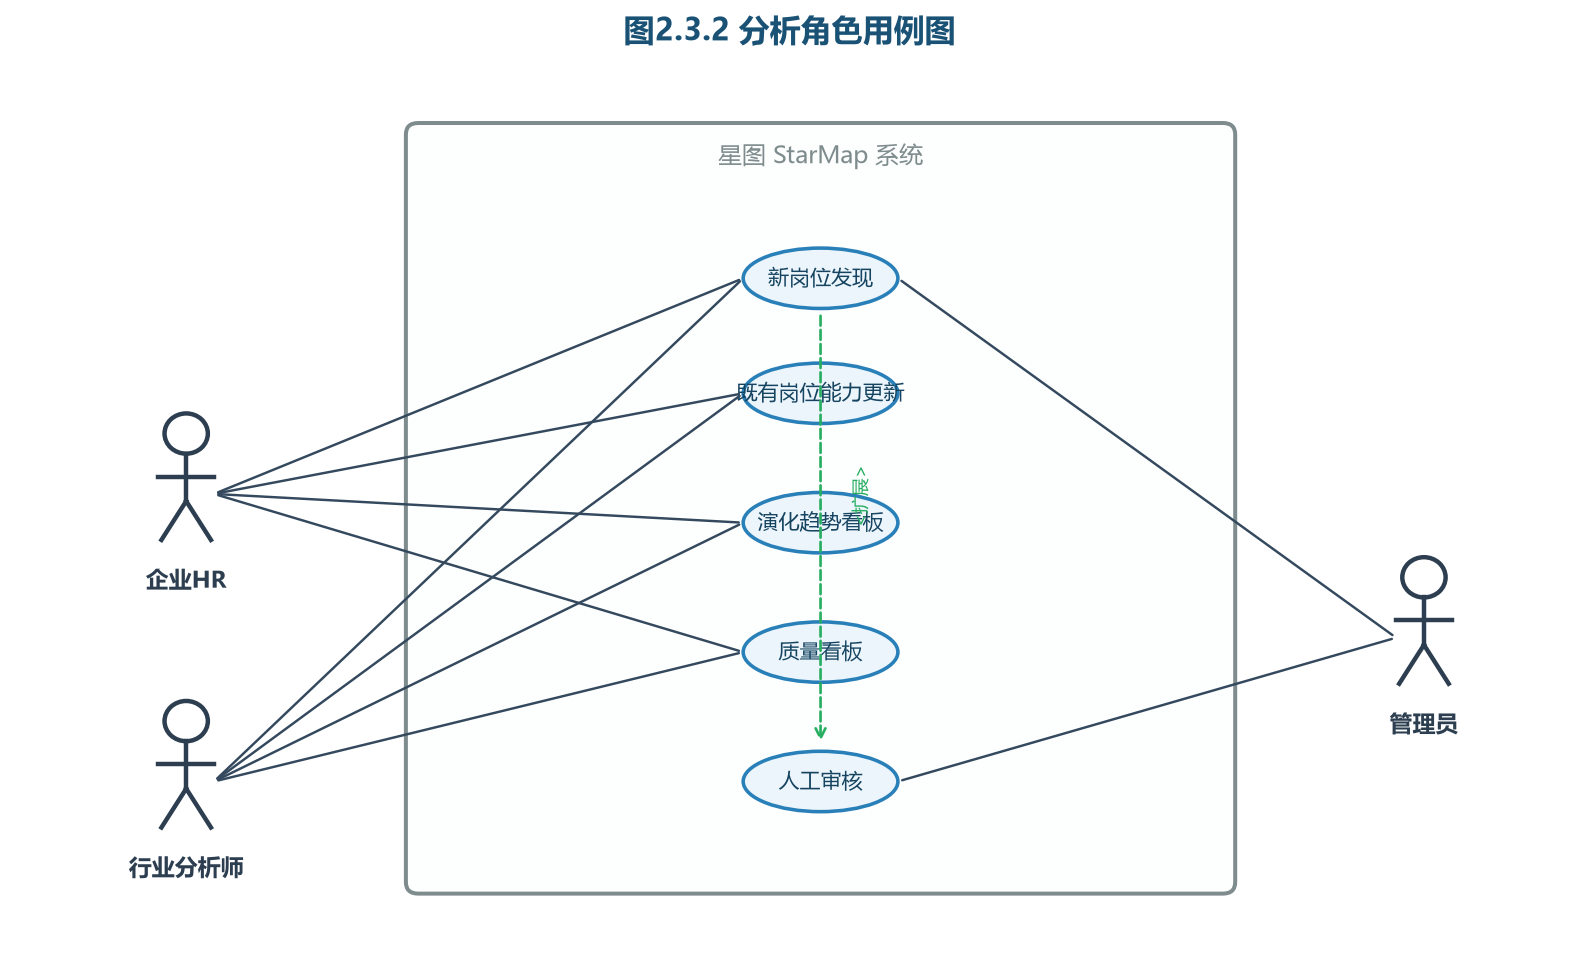 图2.3.2 分析角色用例图
星图 StarMap 系统
新岗位发现
既有岗位能力更新
<扩展>
演化趋势看板
质量看板
人工审核
企业HR
行业分析师
管理员